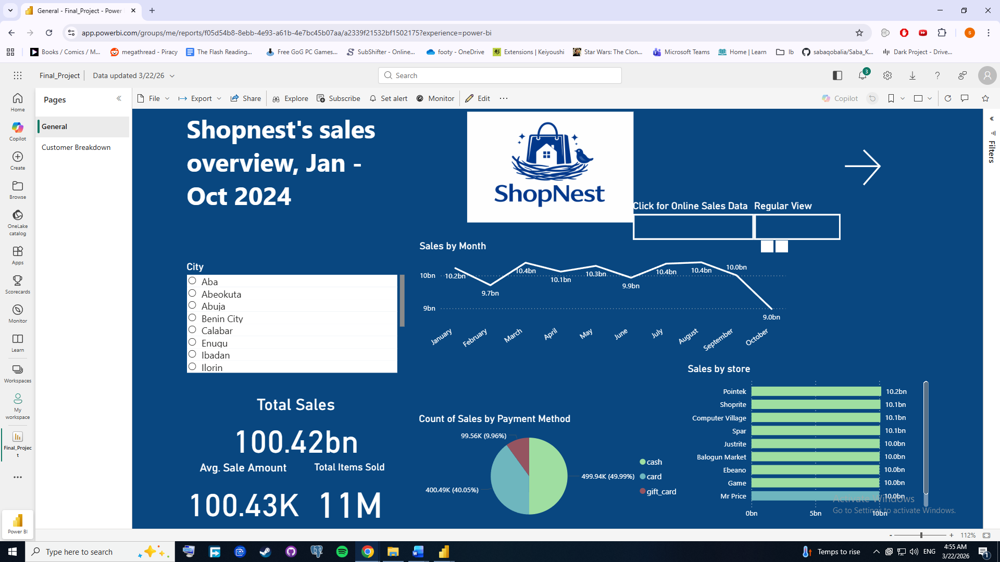 General - Final_Project - Power
app.powerbi.com/groups/me/reports/f05d54b8-8ebb-4e93-a61b-4e7bc45b07aa/a2339f21532bf1502175?experience=power-bi
S
Books / Comics / M...
megathread - Piracy
The Flash Reading...
Free GoG PC Games...
SubShifter - Online...
footy - OneDrive
Extensions | Keiyoushi
Star Wars: The Clon...
Microsoft Teams
Home | Learn
lb
sabaqobalia/Saba_K...
Dark Project - Drive...
Final_Project
Data updated 3/22/26
Search
3
Home
Copilot
Create
Browse
OneLake
catalog
Apps
Scorecards
Monitor
Learn
Workspaces
My
workspace
Final_Projec
t
Power BI
Pages
General
Customer Breakdown
File
Export
Share
Explore
Subscribe
Set alert
Monitor
Edit
Copilot
Filters
Shopnest's sales
overview, Jan -
Oct 2024
ShopNest
Click for Online Sales Data
Regular View
City
Aba
Abeokuta
Abuja
Benin City
Calabar
Enugu
Ibadan
Ilorin
Sales by Month
10bn
9bn
10.2bn
9.7bn
10.4bn
10.1bn
10.3bn
9.9bn
10.4bn
10.4bn
10.0bn
9.0bn
January
February
March
April
May
June
July
August
September
October
Total Sales
100.42bn
Avg. Sale Amount
100.43K
Total Items Sold
11M
Count of Sales by Payment Method
99.56K (9.96%)
400.49K (40.05%)
499.94K (49.99%)
cash
card
gift_card
Sales by store
Pointek 10.2bn
Shoprite 10.1bn
Computer Village 10.1bn
Spar 10.1bn
Justrite 10.0bn
Balogun Market 10.0bn
Ebeano 10.0bn
Game 10.0bn
Mr Price 10.0bn
0bn
5bn
10bn
Activate Windows
Go to Settings to activate Windows.
- + 112%
Type here to search
Temps to rise
ENG
4:55 AM
3/22/2026
1